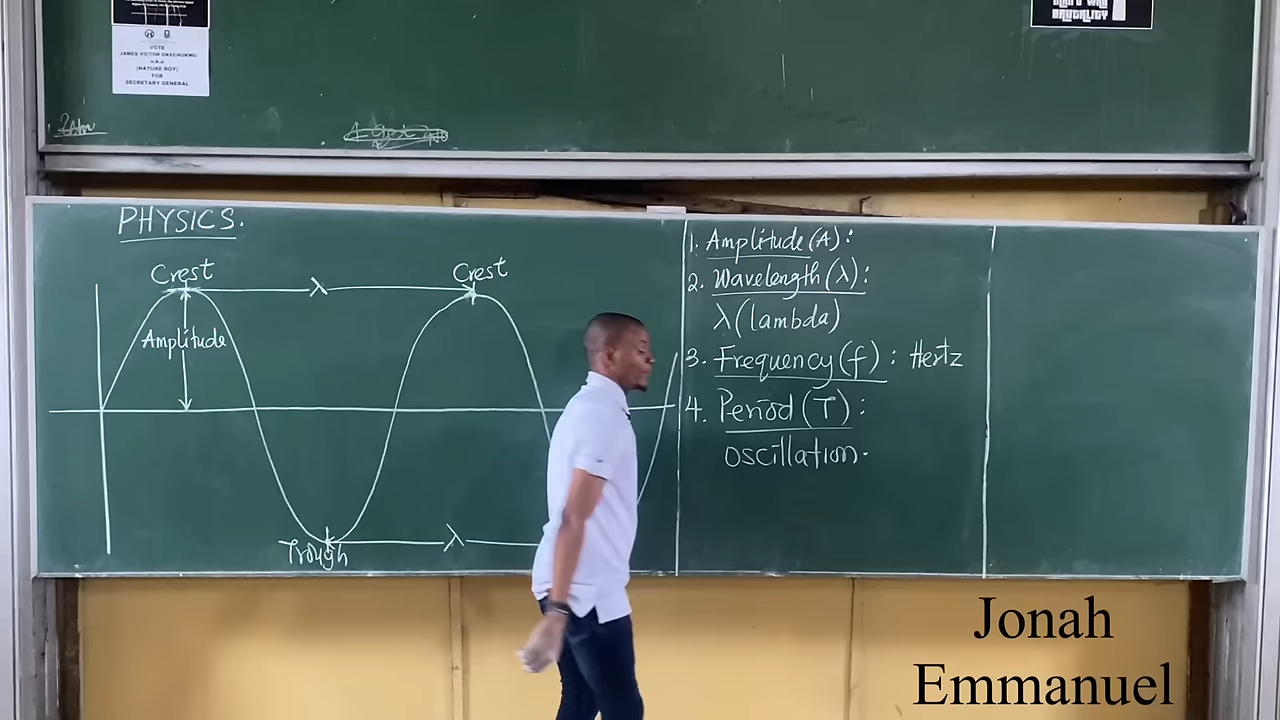 VOTE
JAMES VICTOR OKECHUKWU
(NATURE BOY)
FOR
SECRETARY GENERAL
BRUTALITY
PHYSICS.
Crest
Crest
λ
Amplitude
Trough
λ
1. Amplitude (A):
2. Wavelength (λ):
λ (lambda)
3. Frequency (f): Hertz
4. Period (T):
oscillation.
Jonah
Emmanuel